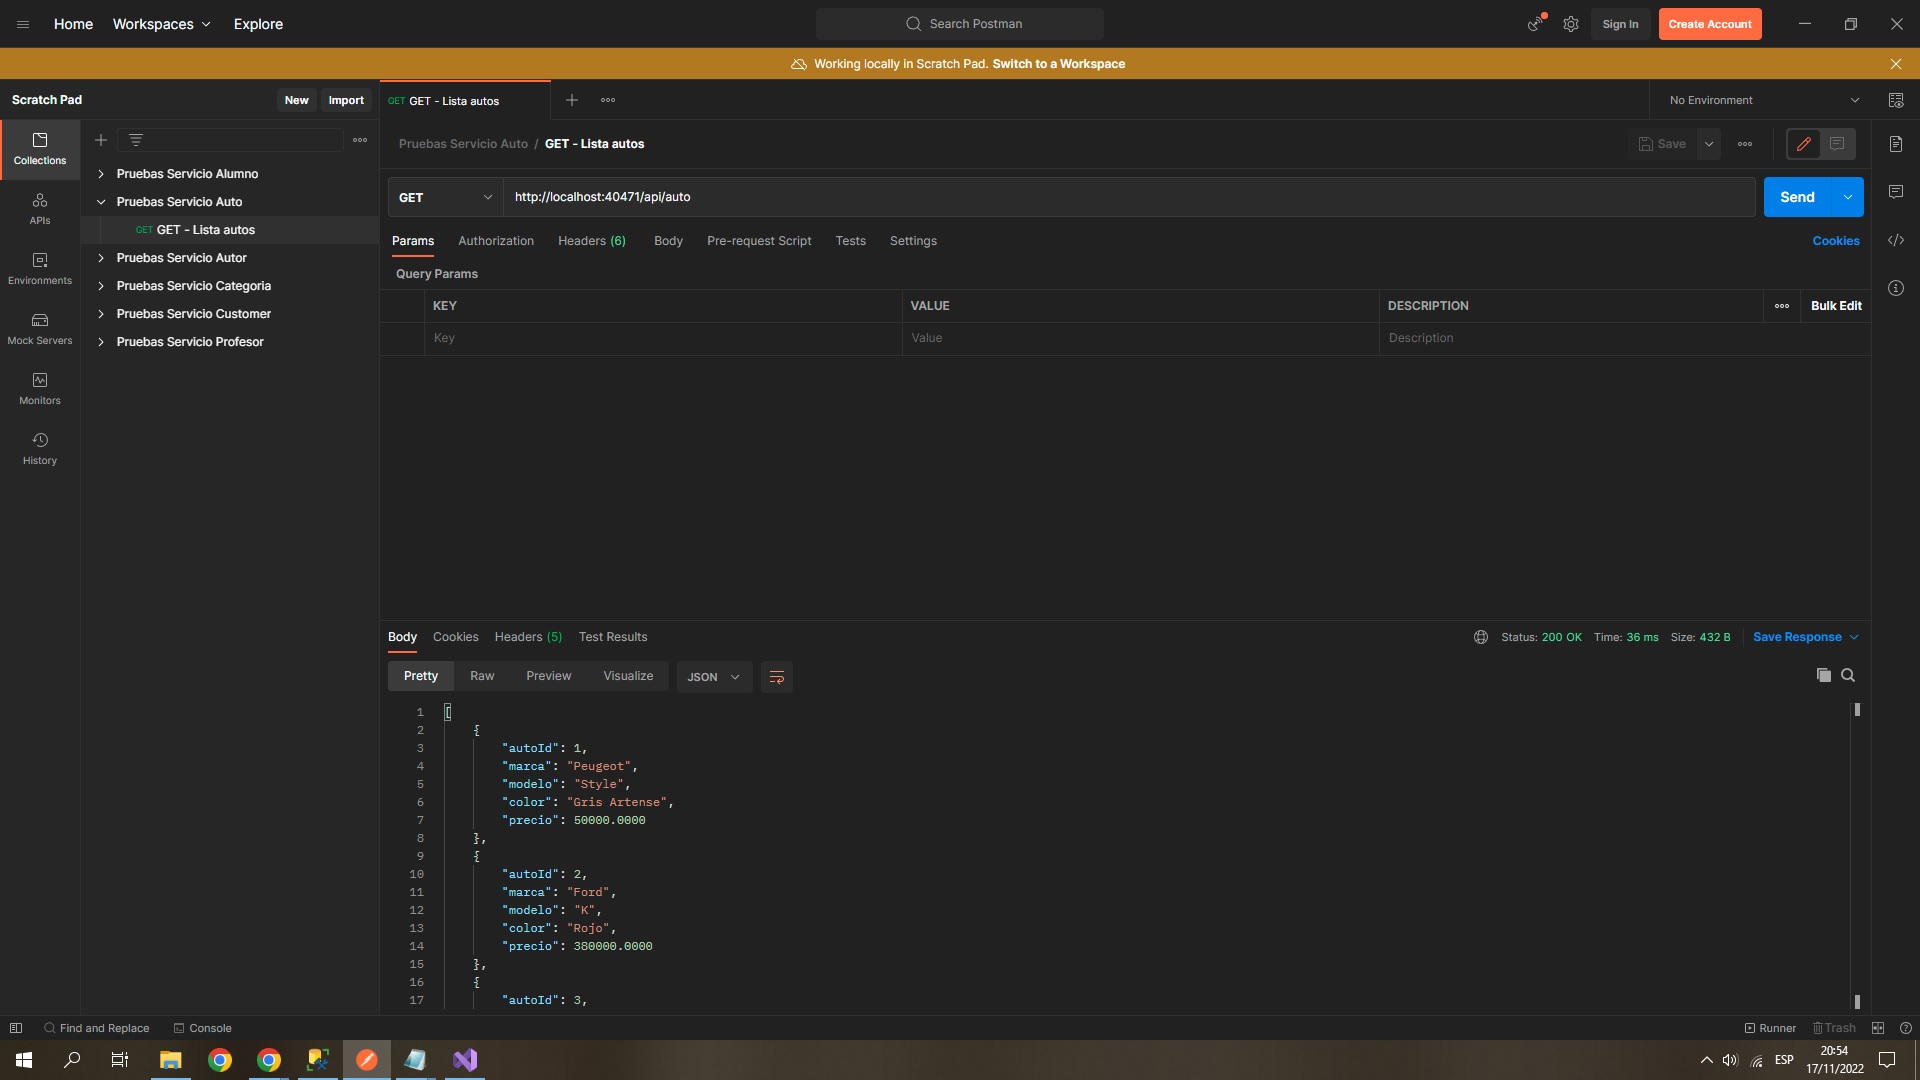 Home Workspaces Explore Search Postman Sign In Create Account
Working locally in Scratch Pad. Switch to a Workspace
Scratch Pad New Import GET GET - Lista autos No Environment
Collections
APIs
Environments
Mock Servers
Monitors
History
Pruebas Servicio Alumno
Pruebas Servicio Auto
GET GET - Lista autos
Pruebas Servicio Autor
Pruebas Servicio Categoria
Pruebas Servicio Customer
Pruebas Servicio Profesor
Pruebas Servicio Auto / GET - Lista autos Save
GET http://localhost:40471/api/auto Send
Params Authorization Headers (6) Body Pre-request Script Tests Settings Cookies
Query Params
KEY VALUE DESCRIPTION Bulk Edit
Key Value Description
Body Cookies Headers (5) Test Results Status: 200 OK Time: 36 ms Size: 432 B Save Response
Pretty Raw Preview Visualize JSON
1 [
2 {
3 "autoId": 1,
4 "marca": "Peugeot",
5 "modelo": "Style",
6 "color": "Gris Artense",
7 "precio": 50000.0000
8 },
9 {
10 "autoId": 2,
11 "marca": "Ford",
12 "modelo": "K",
13 "color": "Rojo",
14 "precio": 380000.0000
15 },
16 {
17 "autoId": 3,
Find and Replace Console Runner Trash
ESP 20:54
17/11/2022